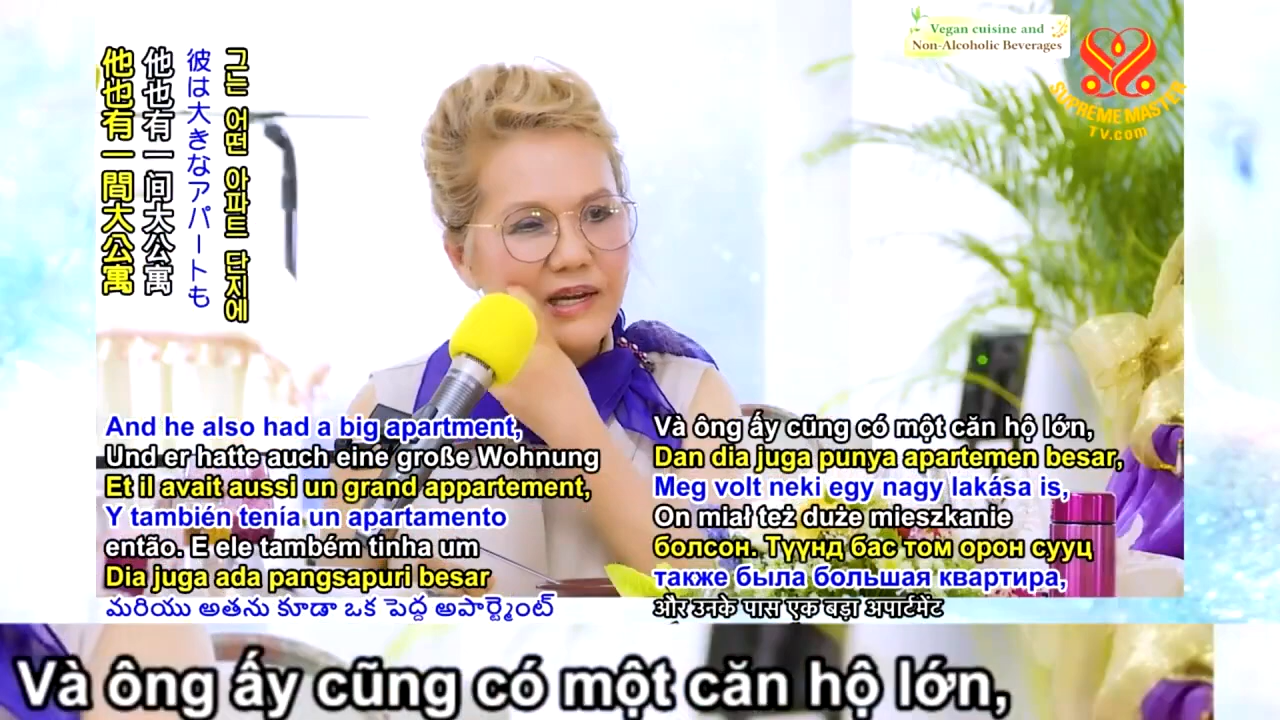 Vegan cuisine and
Non-Alcoholic Beverages
SUPREME MASTER
TV.com
他也有一間大公寓
他也有一间大公寓
彼は大きなアパートも
그는 어떤 아파트 단지에
And he also had a big apartment,
Und er hatte auch eine große Wohnung
Et il avait aussi un grand appartement,
Y también tenía un apartamento
então. E ele também tinha um
Dia juga ada pangsapuri besar
మరియు అతను కూడా ఒక పెద్ద అపార్ట్మెంట్
Và ông ấy cũng có một căn hộ lớn,
Dan dia juga punya apartemen besar,
Meg volt neki egy nagy lakása is,
On miał też duże mieszkanie
болсон. Түүнд бас том орон сууц
также была большая квартира,
और उनके पास एक बड़ा अपार्टमेंट
Và ông ấy cũng có một căn hộ lớn,